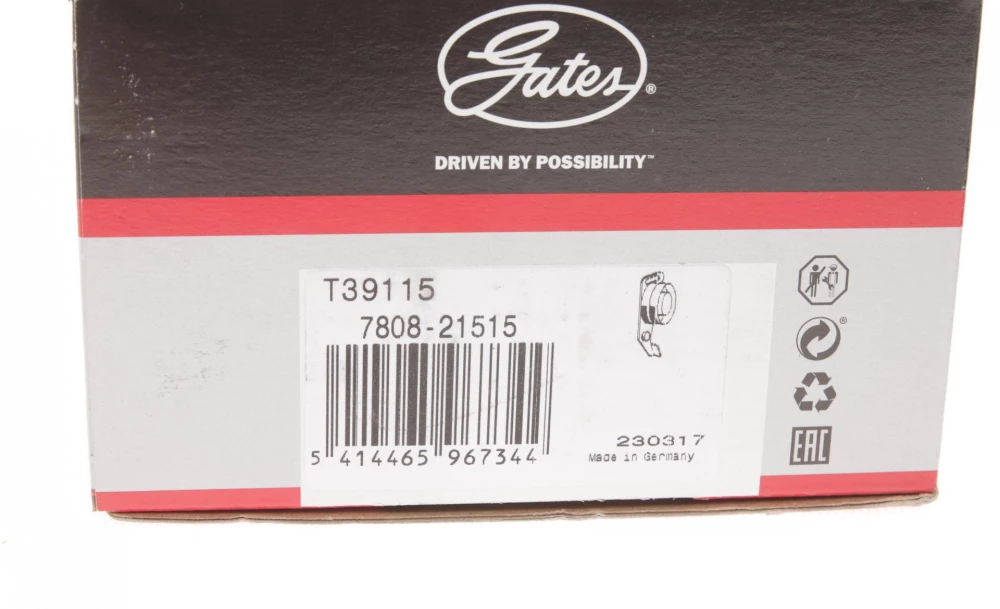 Gates®
DRIVEN BY POSSIBILITY™
T39115
7808-21515
5 414465 967344
230317
Made in Germany
®
EAC